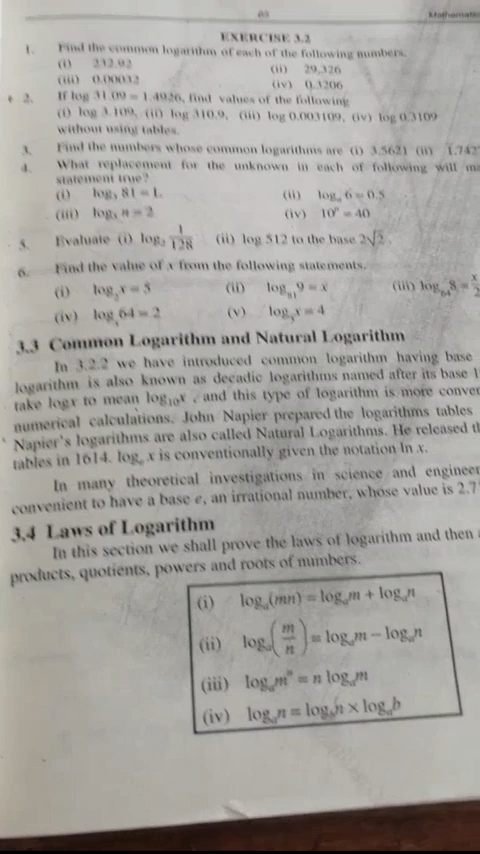 65 Mathematics
EXERCISE 3.2
1. Find the common logarithm of each of the following numbers.
(i) 232.92 (ii) 29.326
(iii) 0.00032 (iv) 0.3206
2. If log 31.09 = 1.4926, find values of the following
(i) log 3.109, (ii) log 310.9, (iii) log 0.003109, (iv) log 0.3109
without using tables.
3. Find the numbers whose common logarithms are (i) 3.5621 (ii) 1.742
4. What replacement for the unknown in each of following will ma
statement true?
(i) log₃ 81 = L (ii) logₐ 6 = 0.5
(iii) log₅ n = 2 (iv) 10ᵖ = 40
5. Evaluate (i) log₂ 1/128 (ii) log 512 to the base 2√2 .
6. Find the value of x from the following statements.
(i) log₂x = 5 (ii) log₈₁9 = x (iii) log₆₄8 = x/2
(iv) logₓ64 = 2 (v) log₃x = 4
3.3 Common Logarithm and Natural Logarithm
In 3.2.2 we have introduced common logarithm having base
logarithm is also known as decadic logarithms named after its base 1
take logx to mean log₁₀x , and this type of logarithm is more conver
numerical calculations. John Napier prepared the logarithms tables
Napier's logarithms are also called Natural Logarithms. He released t
tables in 1614. logₑ x is conventionally given the notation ln x.
In many theoretical investigations in science and engineer
convenient to have a base e, an irrational number, whose value is 2.7
3.4 Laws of Logarithm
In this section we shall prove the laws of logarithm and then a
products, quotients, powers and roots of numbers.
(i) logₐ(mn) = logₐm + logₐn
(ii) logₐ(m/n) = logₐm − logₐn
(iii) logₐmⁿ = n logₐm
(iv) logₐn = log_b n × logₐb